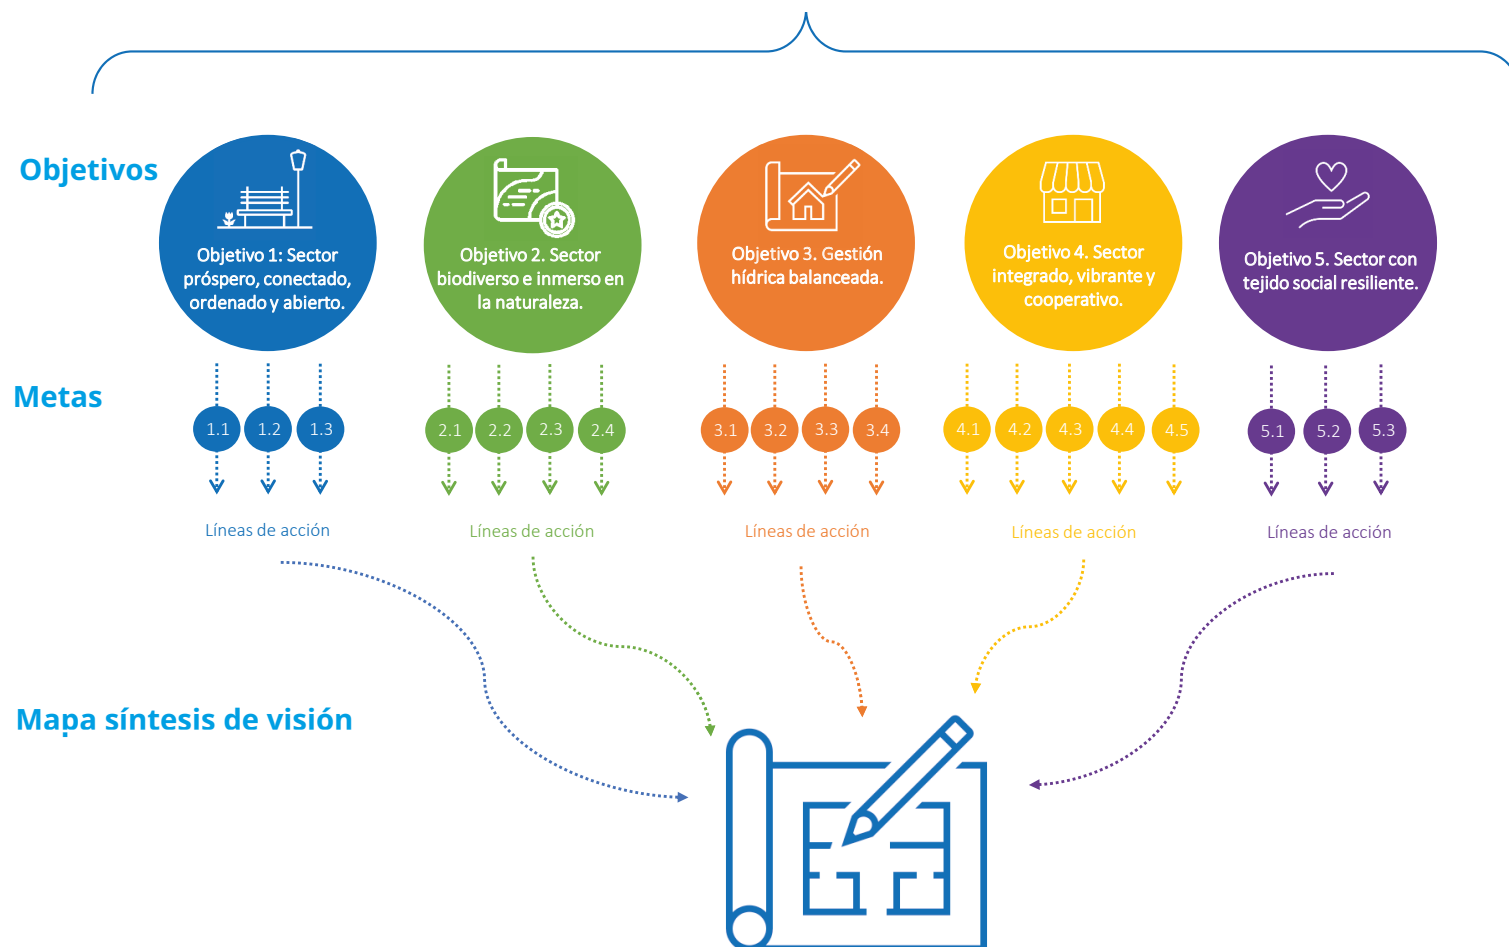 Objetivos
Objetivo 1: Sector
próspero, conectado,
ordenado y abierto.
Objetivo 2. Sector
biodiverso e inmerso en
la naturaleza.
Objetivo 3. Gestión
hídrica balanceada.
Objetivo 4. Sector
integrado, vibrante y
cooperativo.
Objetivo 5. Sector con
tejido social resiliente.
Metas
1.1 1.2 1.3
2.1 2.2 2.3 2.4
3.1 3.2 3.3 3.4
4.1 4.2 4.3 4.4 4.5
5.1 5.2 5.3
Líneas de acción
Líneas de acción
Líneas de acción
Líneas de acción
Líneas de acción
Mapa síntesis de visión